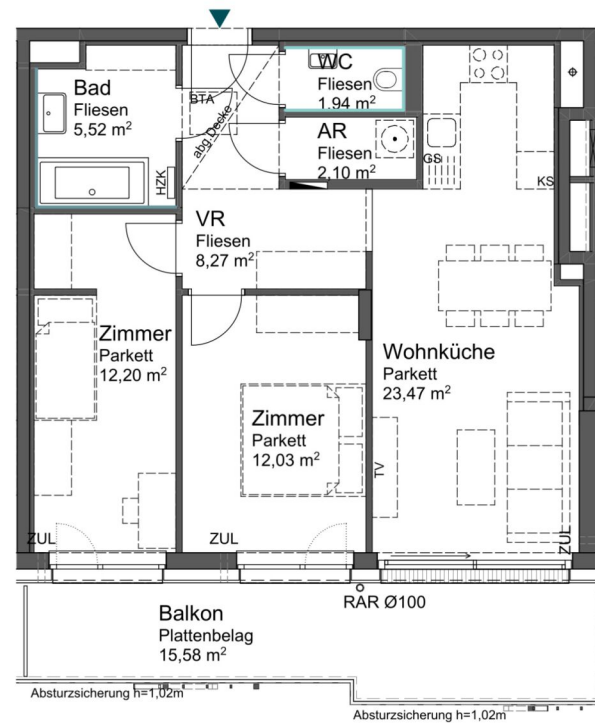 WC
Fliesen
1,94 m²
Bad
Fliesen
5,52 m²
BTA
abg.Decke
AR
Fliesen
2,10 m²
GS
KS
HZK
VR
Fliesen
8,27 m²
Zimmer
Parkett
12,20 m²
Wohnküche
Parkett
23,47 m²
Zimmer
Parkett
12,03 m²
TV
ZUL
ZUL
ZUL
RAR Ø100
Balkon
Plattenbelag
15,58 m²
Absturzsicherung h=1,02m
Absturzsicherung h=1,02m